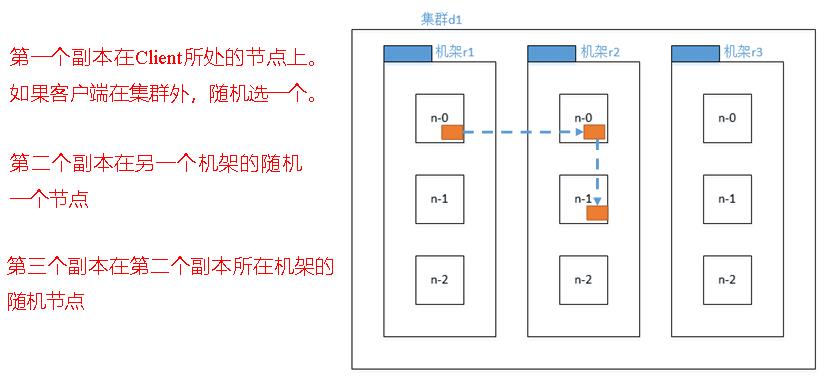 第一个副本在Client所处的节点上。
如果客户端在集群外，随机选一个。
第二个副本在另一个机架的随机
一个节点
第三个副本在第二个副本所在机架的
随机节点
集群d1
机架r1
机架r2
机架r3
n-0
n-0
n-0
n-1
n-1
n-1
n-2
n-2
n-2